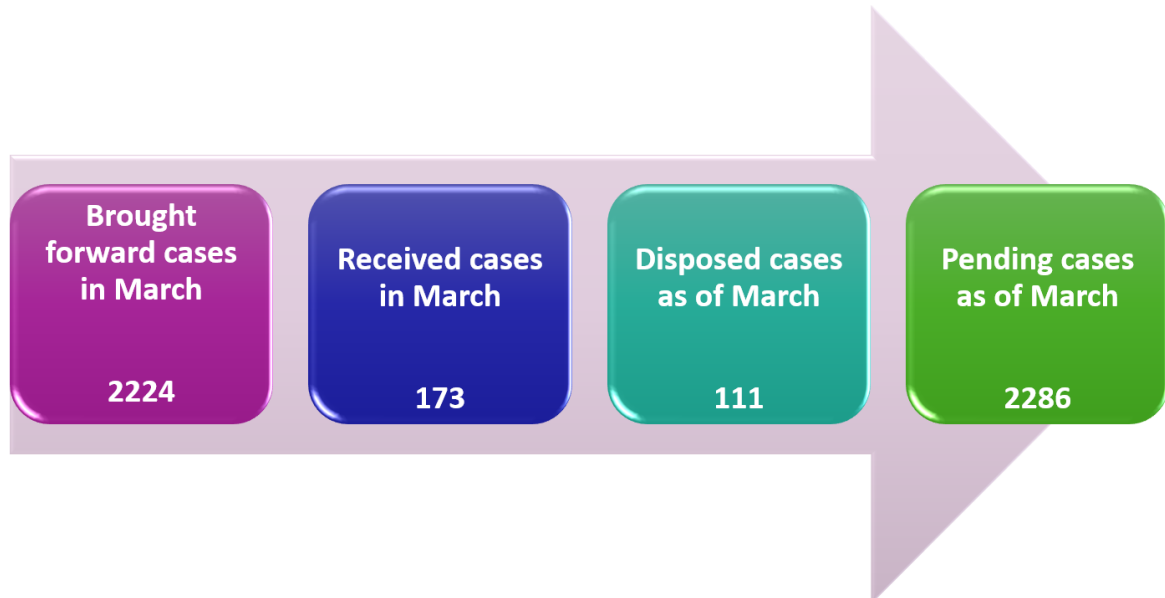 Brought
forward cases
in March
2224
Received cases
in March
173
Disposed cases
as of March
111
Pending cases
as of March
2286